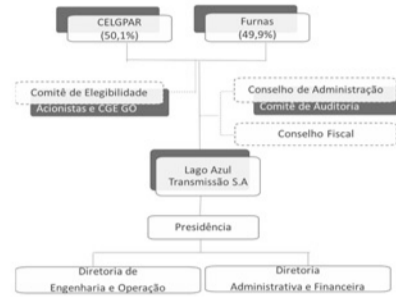 CELGPAR
(50,1%)
Furnas
(49,9%)
Comitê de Elegibilidade
Acionistas e CGE GO
Conselho de Administração
Comitê de Auditoria
Conselho Fiscal
Lago Azul
Transmissão S.A
Presidência
Diretoria de
Engenharia e Operação
Diretoria
Administrativa e Financeira